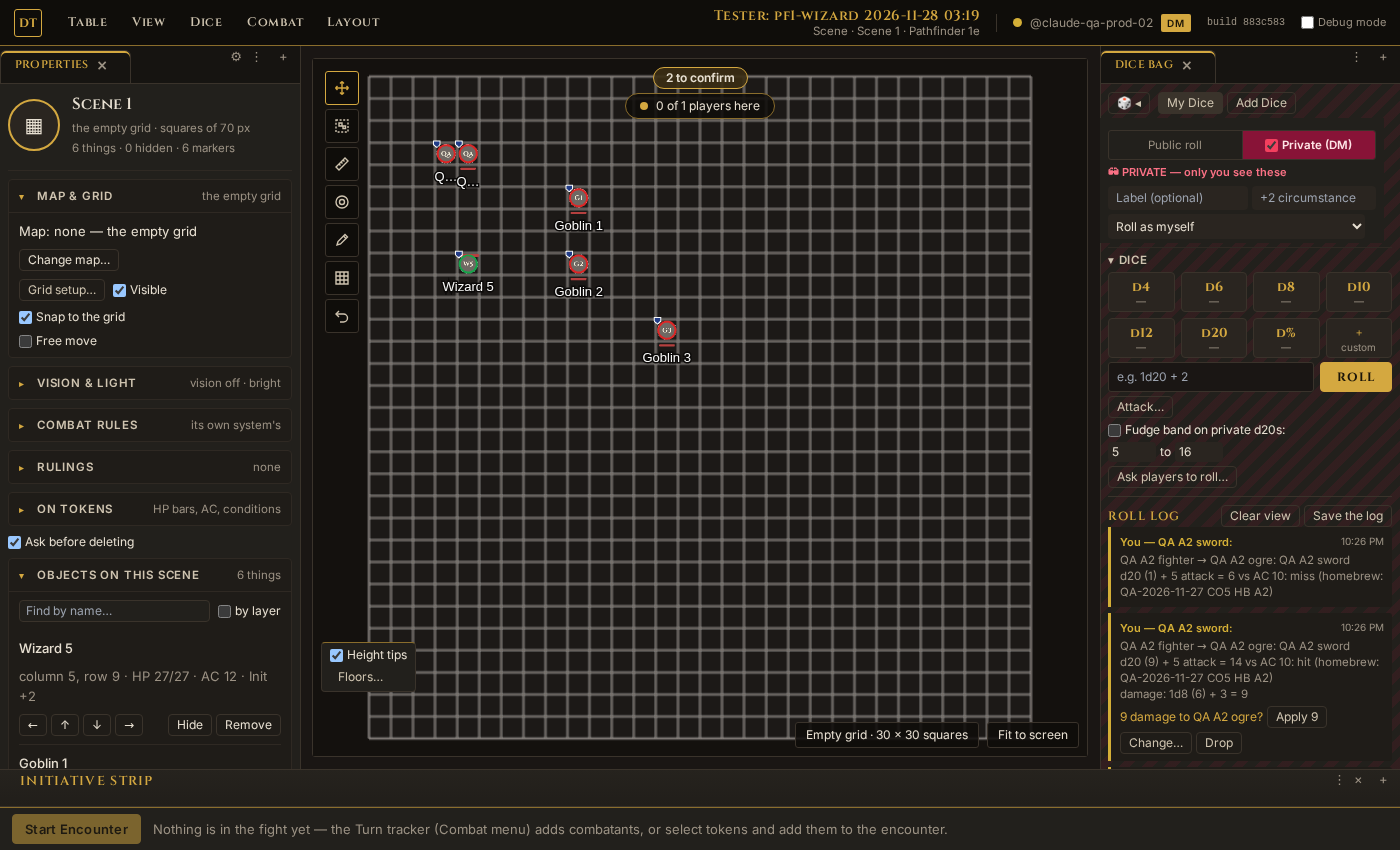 DT
TABLE
VIEW
DICE
COMBAT
LAYOUT
TESTER: PF1-WIZARD 2026-11-28 03:19
Scene · Scene 1 · Pathfinder 1e
@claude-qa-prod-02
DM
build 883c583
Debug mode
PROPERTIES
SCENE 1
the empty grid · squares of 70 px
6 things · 0 hidden · 6 markers
MAP & GRID
the empty grid
Map: none — the empty grid
Change map...
Grid setup...
Visible
Snap to the grid
Free move
VISION & LIGHT
vision off · bright
COMBAT RULES
its own system's
RULINGS
none
ON TOKENS
HP bars, AC, conditions
Ask before deleting
OBJECTS ON THIS SCENE
6 things
Find by name...
by layer
Wizard 5
column 5, row 9 · HP 27/27 · AC 12 · Init
+2
←
↑
↓
→
Hide
Remove
Goblin 1
2 to confirm
0 of 1 players here
QA
QA
Q...
Q...
G1
Goblin 1
W5
Wizard 5
G2
Goblin 2
G3
Goblin 3
Height tips
Floors...
Empty grid · 30 × 30 squares
Fit to screen
DICE BAG
My Dice
Add Dice
Public roll
Private (DM)
PRIVATE — only you see these
Label (optional)
+2 circumstance
Roll as myself
DICE
D4
—
D6
—
D8
—
D10
—
D12
—
D20
—
D%
—
+
custom
e.g. 1d20 + 2
ROLL
Attack...
Fudge band on private d20s:
5
to
16
Ask players to roll...
ROLL LOG
Clear view
Save the log
You — QA A2 sword:
10:26 PM
QA A2 fighter → QA A2 ogre: QA A2 sword
d20 (1) + 5 attack = 6 vs AC 10: miss (homebrew:
QA-2026-11-27 CO5 HB A2)
You — QA A2 sword:
10:26 PM
QA A2 fighter → QA A2 ogre: QA A2 sword
d20 (9) + 5 attack = 14 vs AC 10: hit (homebrew:
QA-2026-11-27 CO5 HB A2)
damage: 1d8 (6) + 3 = 9
9 damage to QA A2 ogre?
Apply 9
Change...
Drop
INITIATIVE STRIP
Start Encounter
Nothing is in the fight yet — the Turn tracker (Combat menu) adds combatants, or select tokens and add them to the encounter.